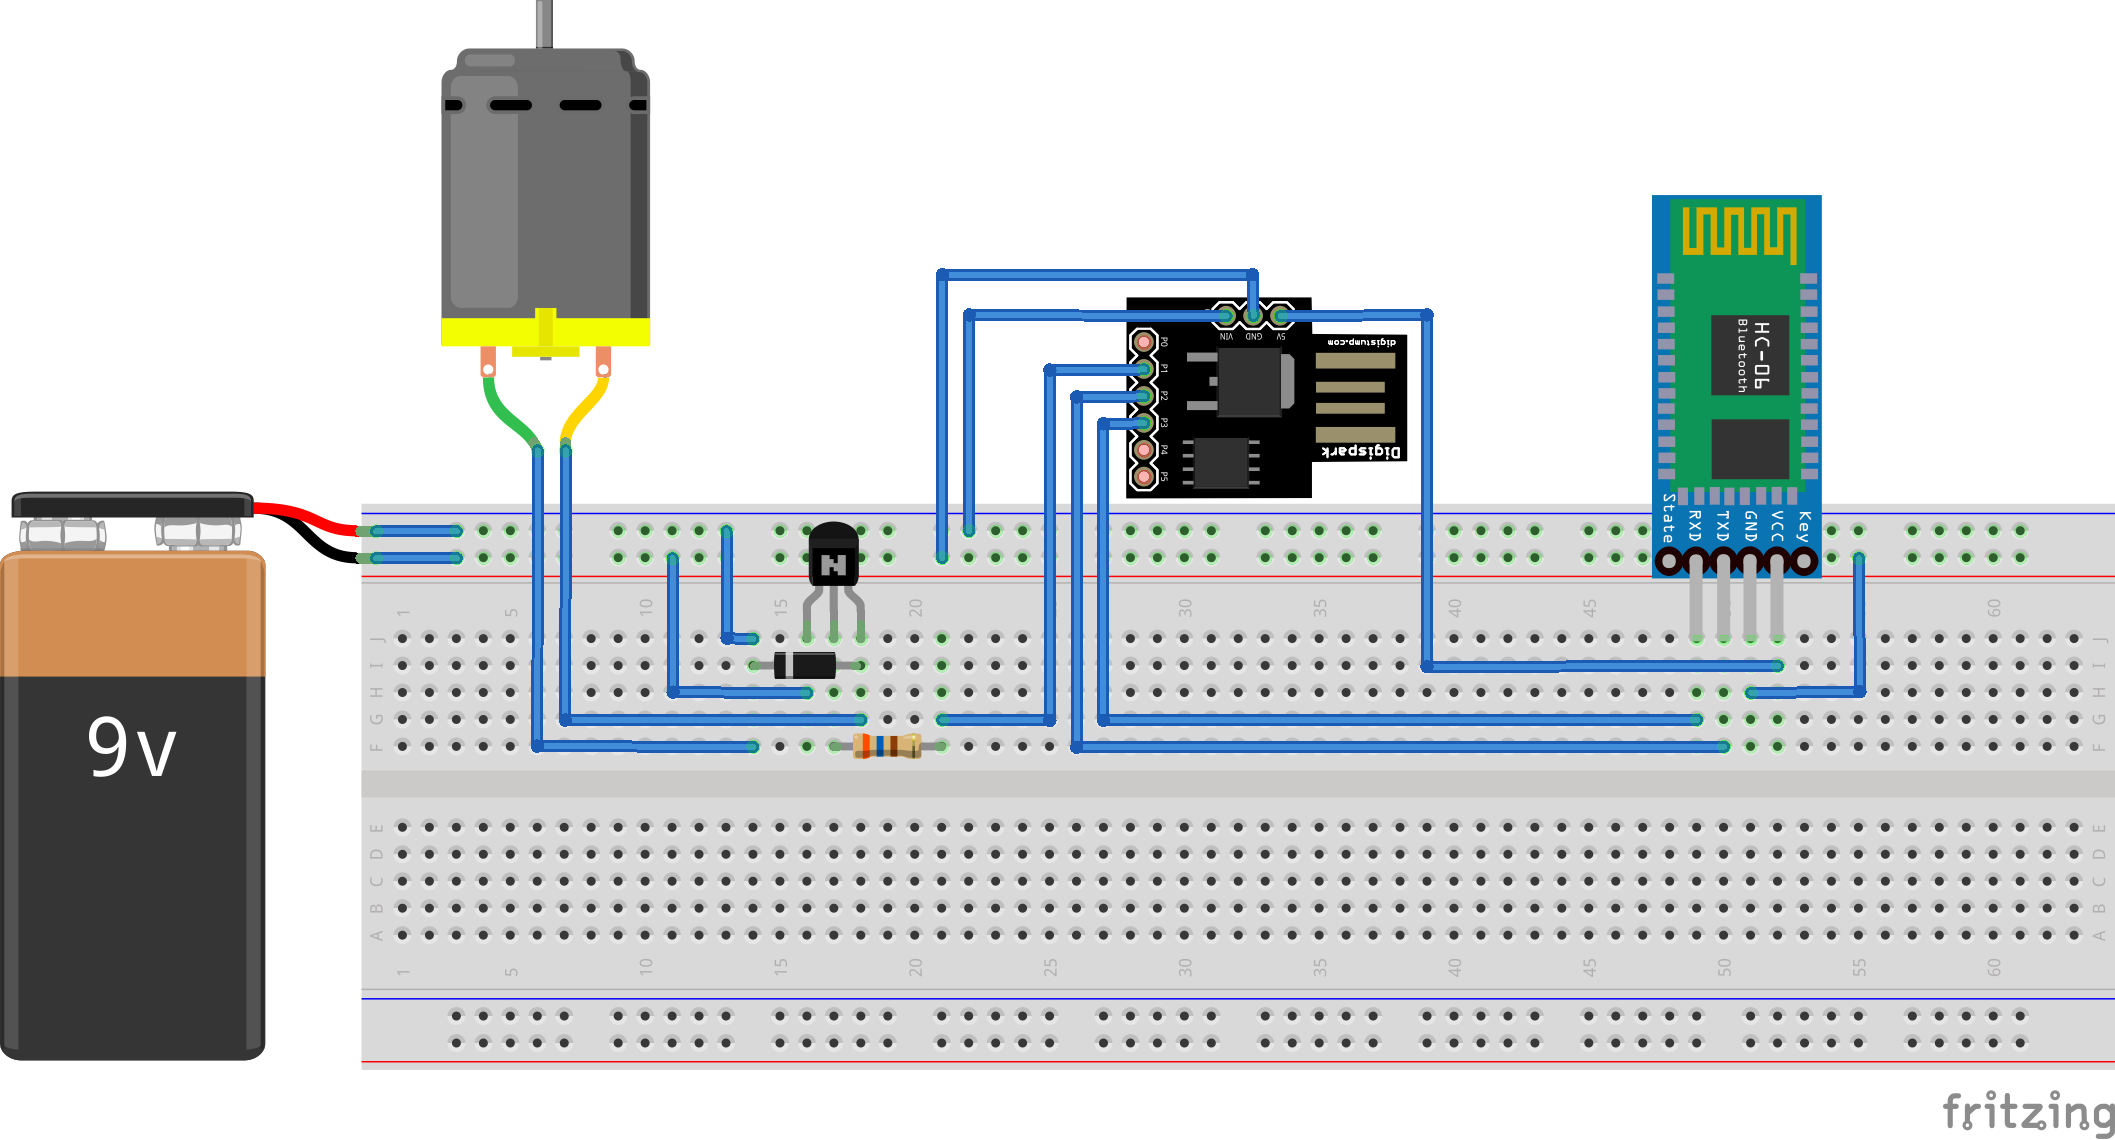 9v
N
VIN GND 5V
P0
P1
P2
P3
P4
P5
digistump.com
Digispark
HC-06
Bluetooth
State RXD TXD GND VCC Key
1 5 10 15 20 30 35 40 45 60
J J
I I
H H
G G
F F
E E
D D
C C
B B
A A
1 5 10 15 20 25 30 35 40 45 50 55 60
fritzing